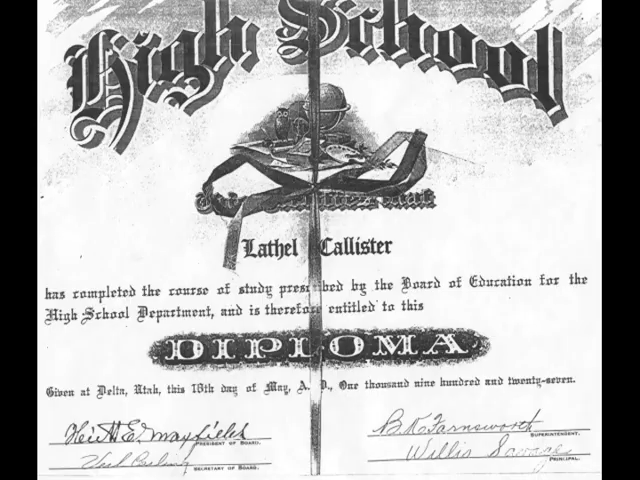 High School
Lathel Callister
has completed the course of study prescribed by the Board of Education for the
High School Department, and is therefore entitled to this
DIPLOMA
Given at Delta, Utah, this 18th day of May, A. D., One thousand nine hundred and twenty-seven.
E. Mayfield
PRESIDENT OF BOARD.
SECRETARY OF BOARD.
Farnsworth
SUPERINTENDENT.
Willis Savage
PRINCIPAL.